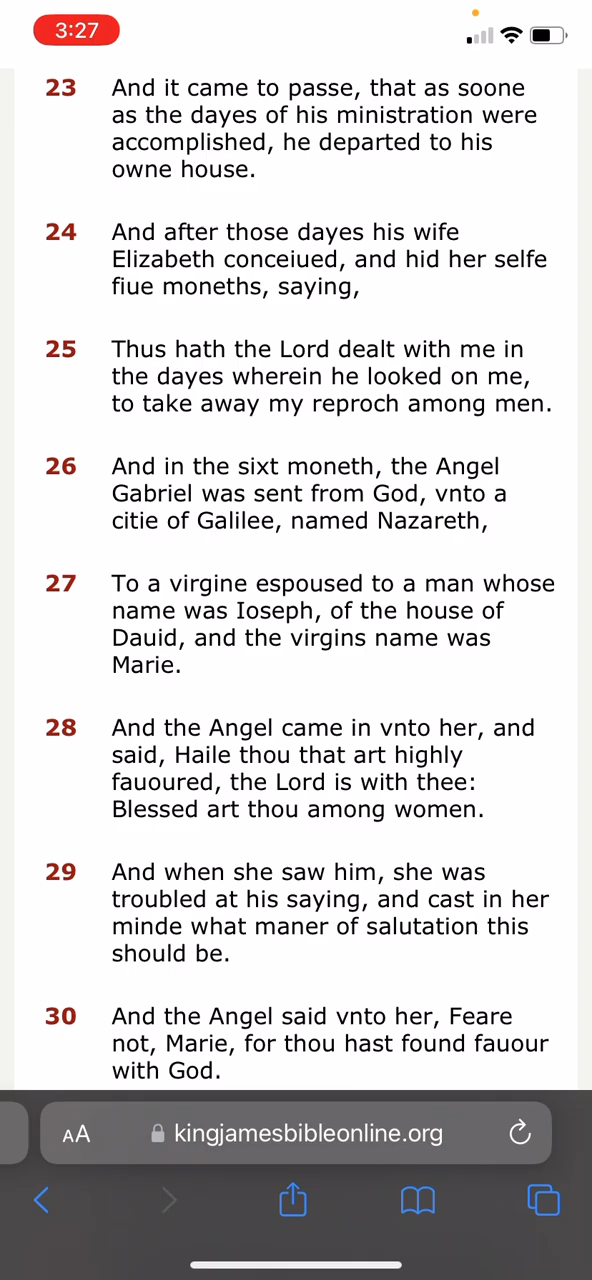 3:27
23 And it came to passe, that as soone
as the dayes of his ministration were
accomplished, he departed to his
owne house.
24 And after those dayes his wife
Elizabeth conceiued, and hid her selfe
fiue moneths, saying,
25 Thus hath the Lord dealt with me in
the dayes wherein he looked on me,
to take away my reproch among men.
26 And in the sixt moneth, the Angel
Gabriel was sent from God, vnto a
citie of Galilee, named Nazareth,
27 To a virgine espoused to a man whose
name was Ioseph, of the house of
Dauid, and the virgins name was
Marie.
28 And the Angel came in vnto her, and
said, Haile thou that art highly
fauoured, the Lord is with thee:
Blessed art thou among women.
29 And when she saw him, she was
troubled at his saying, and cast in her
minde what maner of salutation this
should be.
30 And the Angel said vnto her, Feare
not, Marie, for thou hast found fauour
with God.
AA kingjamesbibleonline.org